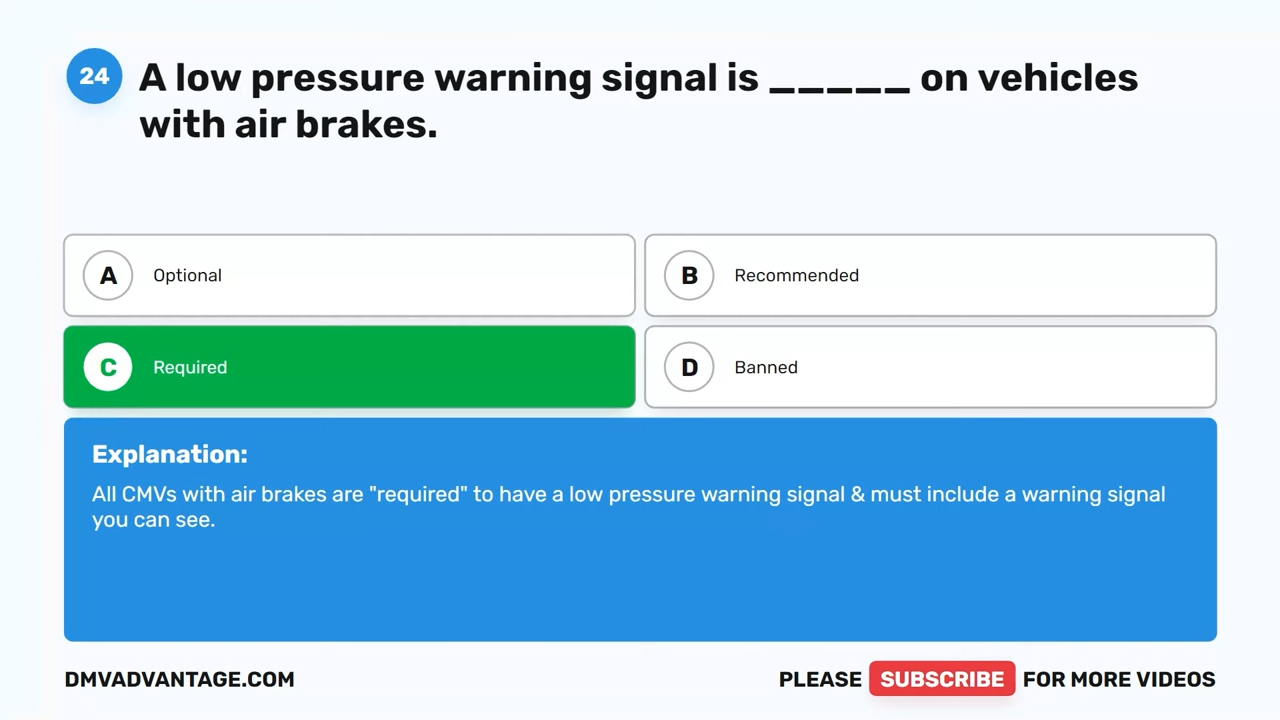 24
A low pressure warning signal is _____ on vehicles
with air brakes.
A Optional
B Recommended
C Required
D Banned
Explanation:
All CMVs with air brakes are "required" to have a low pressure warning signal & must include a warning signal
you can see.
DMVADVANTAGE.COM
PLEASE SUBSCRIBE FOR MORE VIDEOS